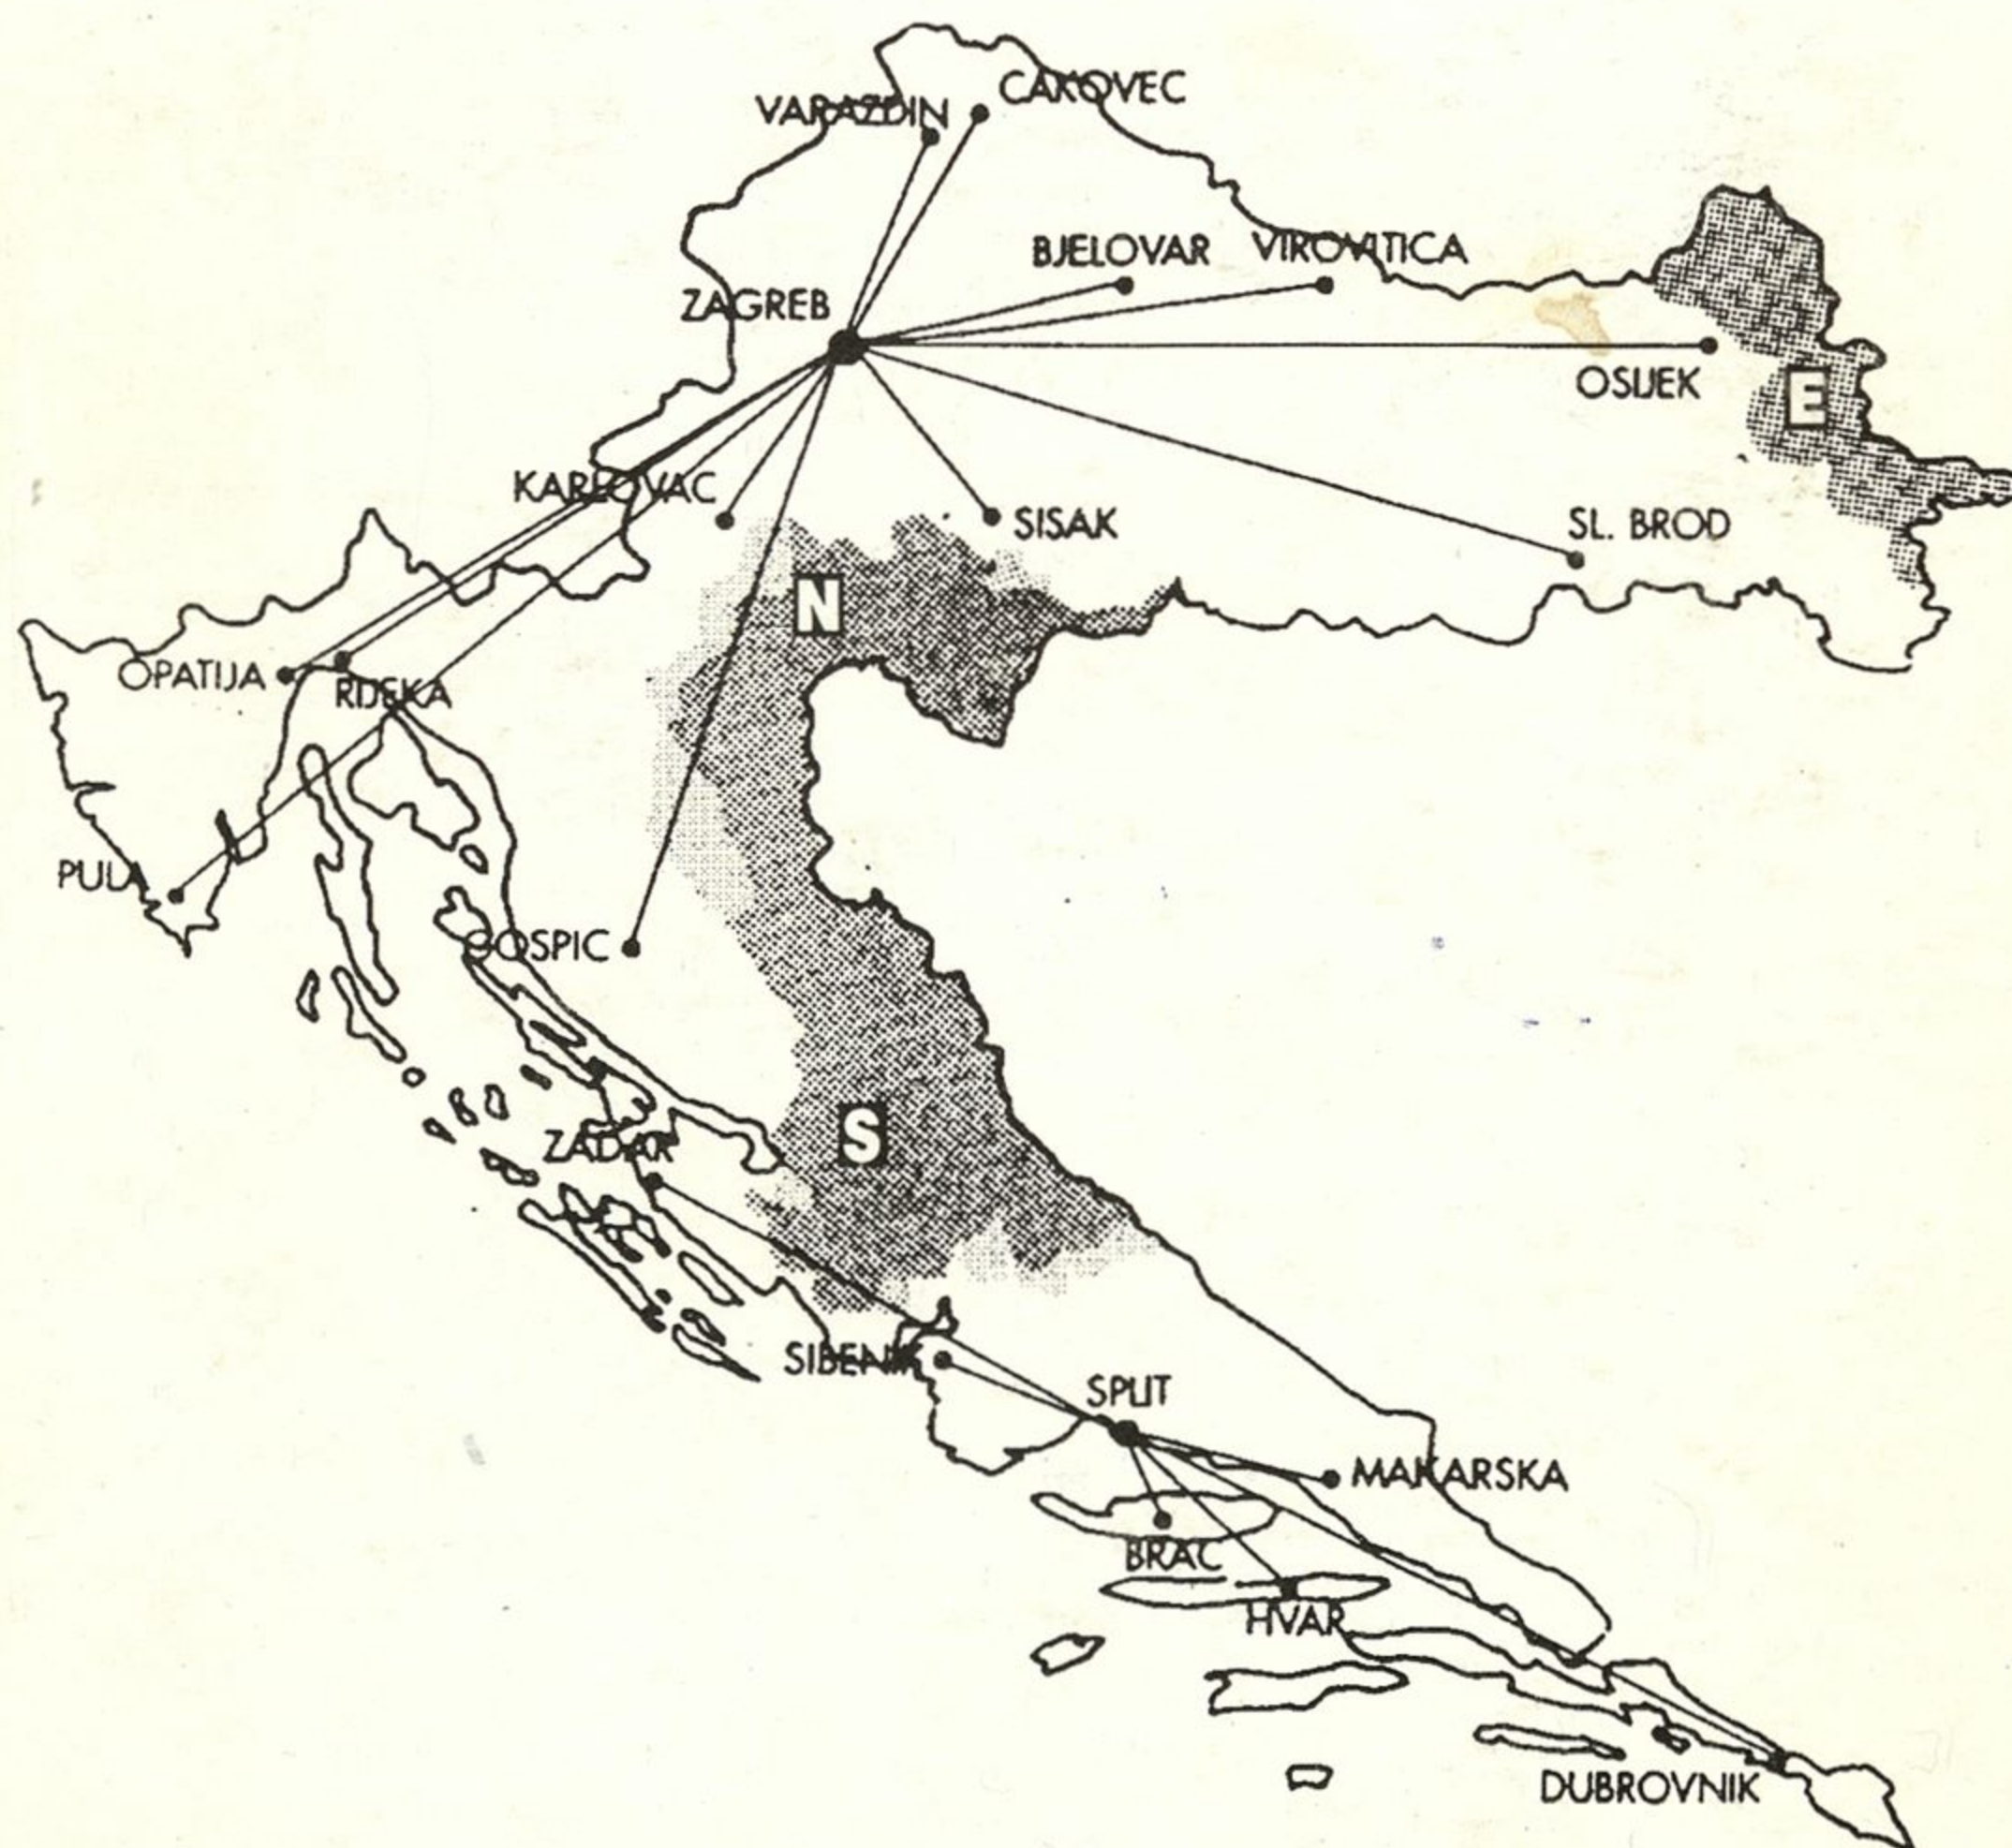 CAKOVEC
VARAZDIN
BJELOVAR
VIROVITICA
ZAGREB
OSIJEK
E
KARLOVAC
SISAK
SL. BROD
N
OPATIJA
RIJEKA
PULA
GOSPIC
S
ZADAR
SIBENIK
SPLIT
MAKARSKA
BRAC
HVAR
DUBROVNIK